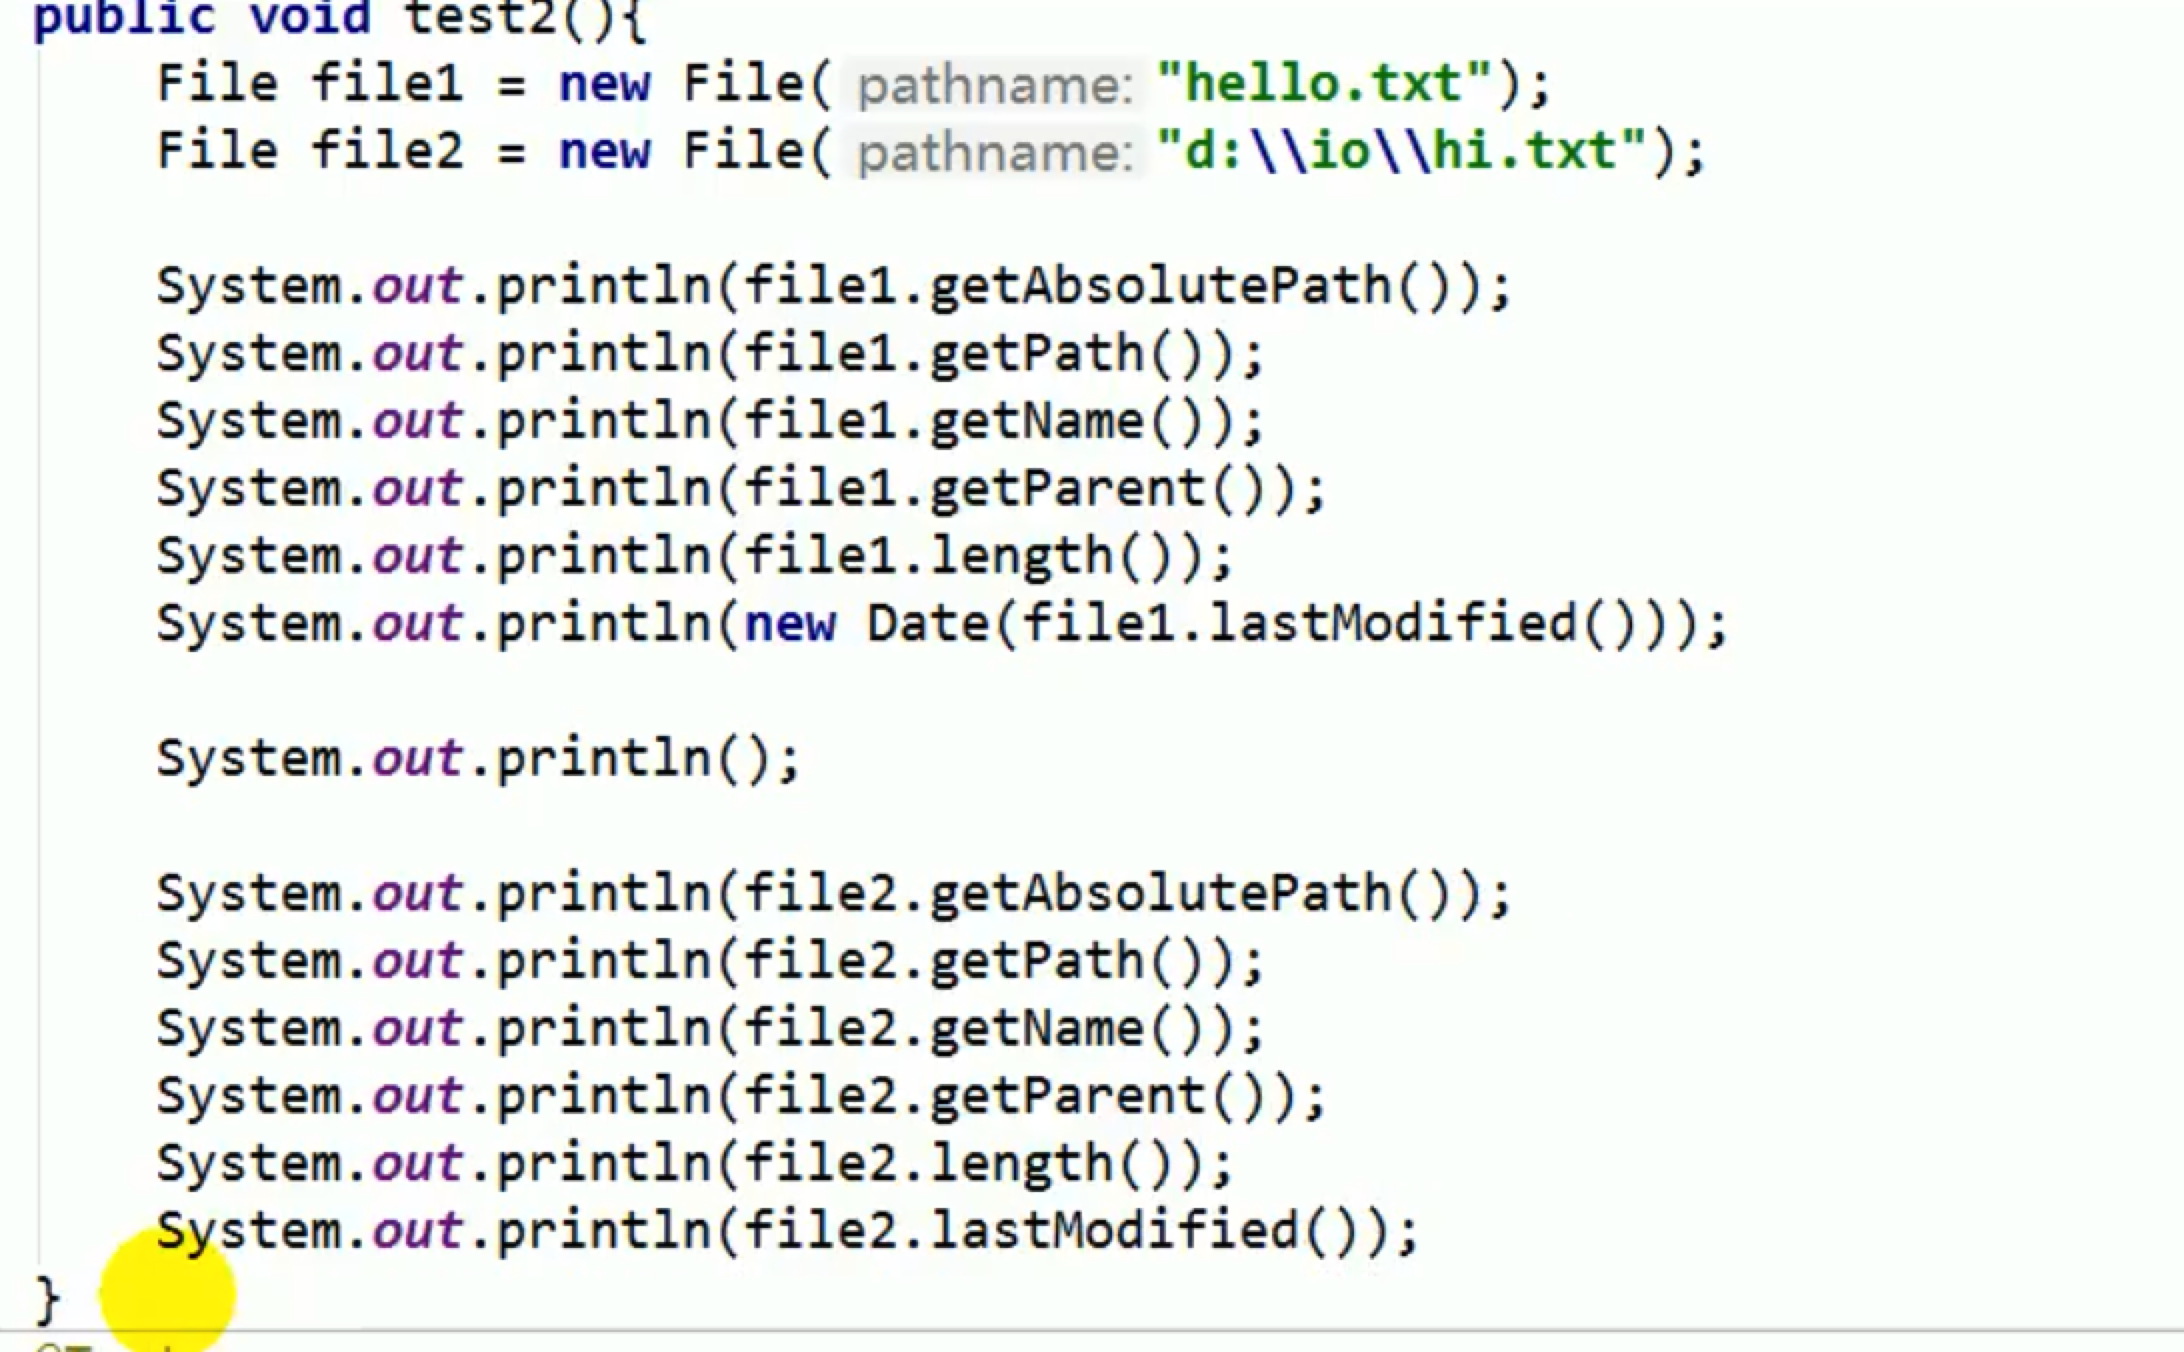 public void test2(){
File file1 = new File( pathname: "hello.txt");
File file2 = new File( pathname: "d:\\io\\hi.txt");
System.out.println(file1.getAbsolutePath());
System.out.println(file1.getPath());
System.out.println(file1.getName());
System.out.println(file1.getParent());
System.out.println(file1.length());
System.out.println(new Date(file1.lastModified()));
System.out.println();
System.out.println(file2.getAbsolutePath());
System.out.println(file2.getPath());
System.out.println(file2.getName());
System.out.println(file2.getParent());
System.out.println(file2.length());
System.out.println(file2.lastModified());
}